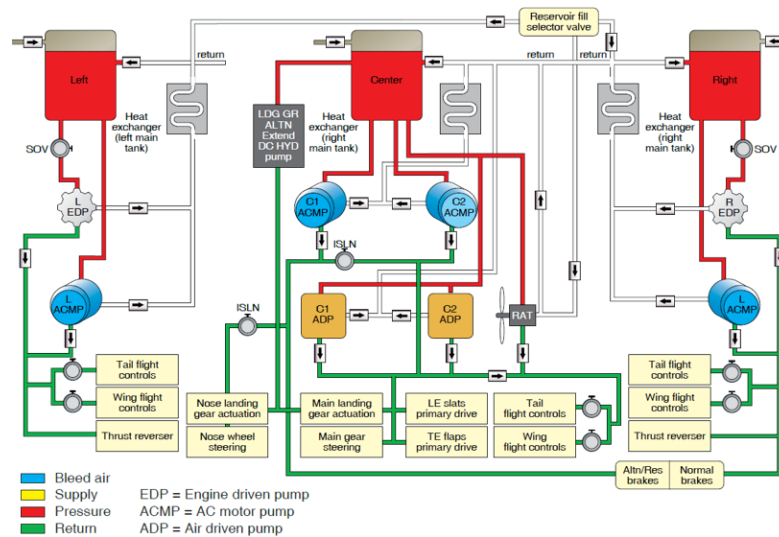 Reservoir fill
selector valve
return
return
return
Left
Center
Right
Heat
exchanger
(left main
tank)
LDG GR
ALTN
Extend
DC HYD
pump
Heat
exchanger
(right
main tank)
Heat
exchanger
(right
main tank)
SOV
SOV
L
EDP
R
EDP
C1
ACMP
C2
ACMP
ISLN
ISLN
L
ACMP
C1
ADP
C2
ADP
RAT
L
ACMP
Tail flight
controls
Wing flight
controls
Thrust reverser
Nose landing
gear actuation
Nose wheel
steering
Main landing
gear actuation
Main gear
steering
LE slats
primary drive
TE flaps
primary drive
Tail
flight controls
Wing
flight controls
Tail flight
controls
Wing flight
controls
Thrust reverser
Altn/Res
brakes
Normal
brakes
Bleed air
Supply
Pressure
Return
EDP = Engine driven pump
ACMP = AC motor pump
ADP = Air driven pump